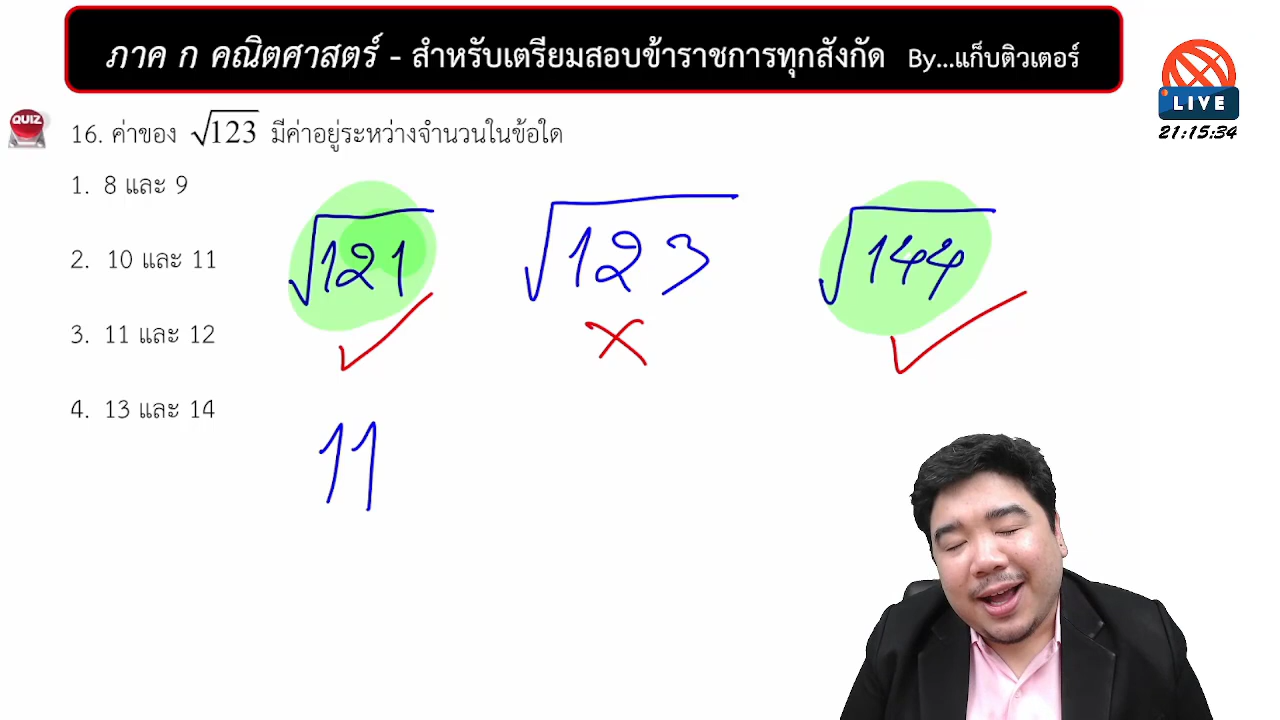 ภาค ก คณิตศาสตร์ - สำหรับเตรียมสอบข้าราชการทุกสังกัด By...แก็บติวเตอร์
LIVE
21:15:34
QUIZ
16. ค่าของ √123 มีค่าอยู่ระหว่างจำนวนในข้อใด
1. 8 และ 9
2. 10 และ 11
3. 11 และ 12
4. 13 และ 14
√121 √123 √144
11